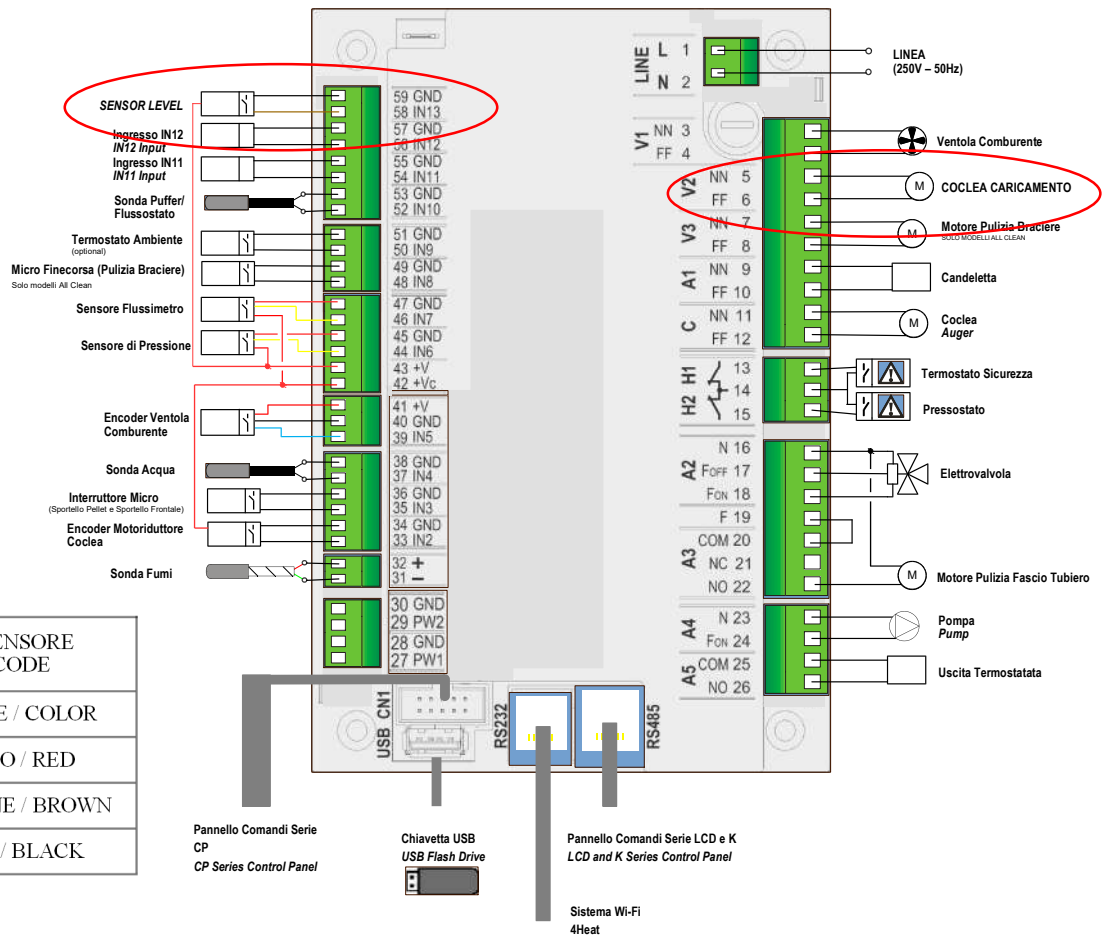 LINE
L 1
N 2
LINEA
(250V – 50Hz)
SENSOR LEVEL
59 GND
58 IN13
Ingresso IN12
IN12 Input
57 GND
56 IN12
Ingresso IN11
IN11 Input
55 GND
54 IN11
Sonda Puffer/
Flussostato
53 GND
52 IN10
Termostato Ambiente
(optional)
51 GND
50 IN9
Micro Finecorsa (Pulizia Braciere)
Solo modelli All Clean
49 GND
48 IN8
Sensore Flussimetro
47 GND
46 IN7
Sensore di Pressione
45 GND
44 IN6
43 +V
42 +Vc
Encoder Ventola
Comburente
41 +V
40 GND
39 IN5
Sonda Acqua
38 GND
37 IN4
Interruttore Micro
(Sportello Pellet e Sportello Frontale)
36 GND
35 IN3
Encoder Motoriduttore
Coclea
34 GND
33 IN2
Sonda Fumi
32 +
31 –
30 GND
29 PW2
28 GND
27 PW1
V1
NN 3
FF 4
Ventola Comburente
V2
NN 5
FF 6
M
COCLEA CARICAMENTO
V3
NN 7
FF 8
M
Motore Pulizia Braciere
SOLO MODELLI ALL CLEAN
A1
NN 9
FF 10
Candeletta
C
NN 11
FF 12
M
Coclea
Auger
H1
H2
13
14
15
Termostato Sicurezza
Pressostato
A2
N 16
FOFF 17
FON 18
Elettrovalvola
A3
F 19
COM 20
NC 21
NO 22
M
Motore Pulizia Fascio Tubiero
A4
N 23
FON 24
Pompa
Pump
A5
COM 25
NO 26
Uscita Termostatata
ENSORE
CODE
E / COLOR
O / RED
NE / BROWN
/ BLACK
USB CN1
RS232
RS485
Pannello Comandi Serie
CP
CP Series Control Panel
Chiavetta USB
USB Flash Drive
Pannello Comandi Serie LCD e K
LCD and K Series Control Panel
Sistema Wi-Fi
4Heat